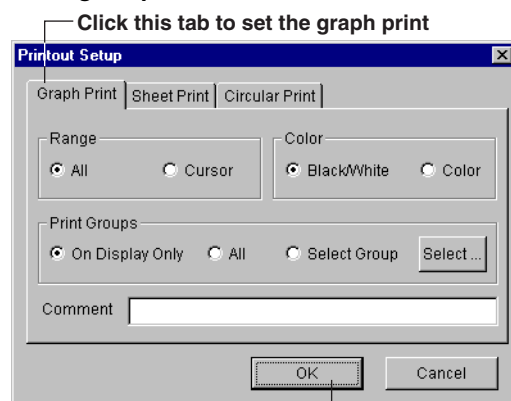 Click this tab to set the graph print
Printout Setup
Graph Print Sheet Print Circular Print
Range Color
All Cursor Black/White Color
Print Groups
On Display Only All Select Group Select ...
Comment
OK Cancel